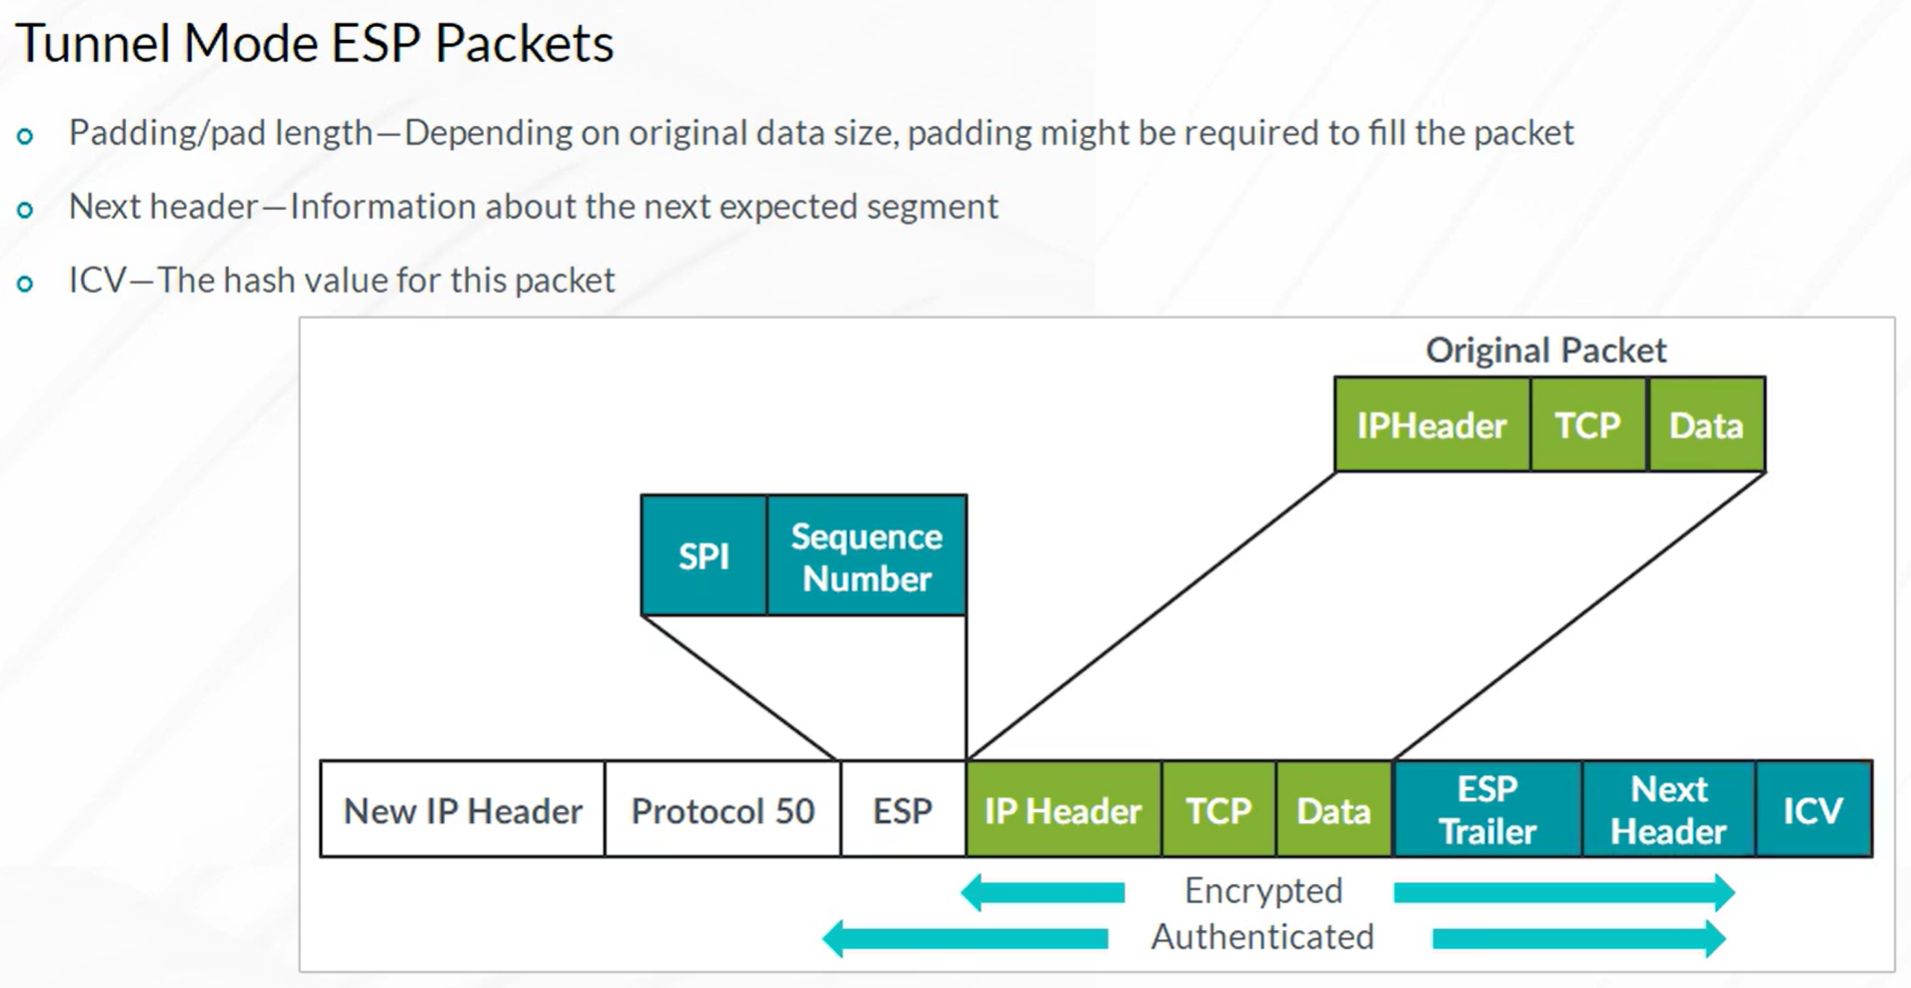 Tunnel Mode ESP Packets
Padding/pad length—Depending on original data size, padding might be required to fill the packet
Next header—Information about the next expected segment
ICV—The hash value for this packet
Original Packet
IPHeader TCP Data
SPI
Sequence
Number
New IP Header Protocol 50 ESP IP Header TCP Data
ESP
Trailer
Next
Header
ICV
Encrypted
Authenticated